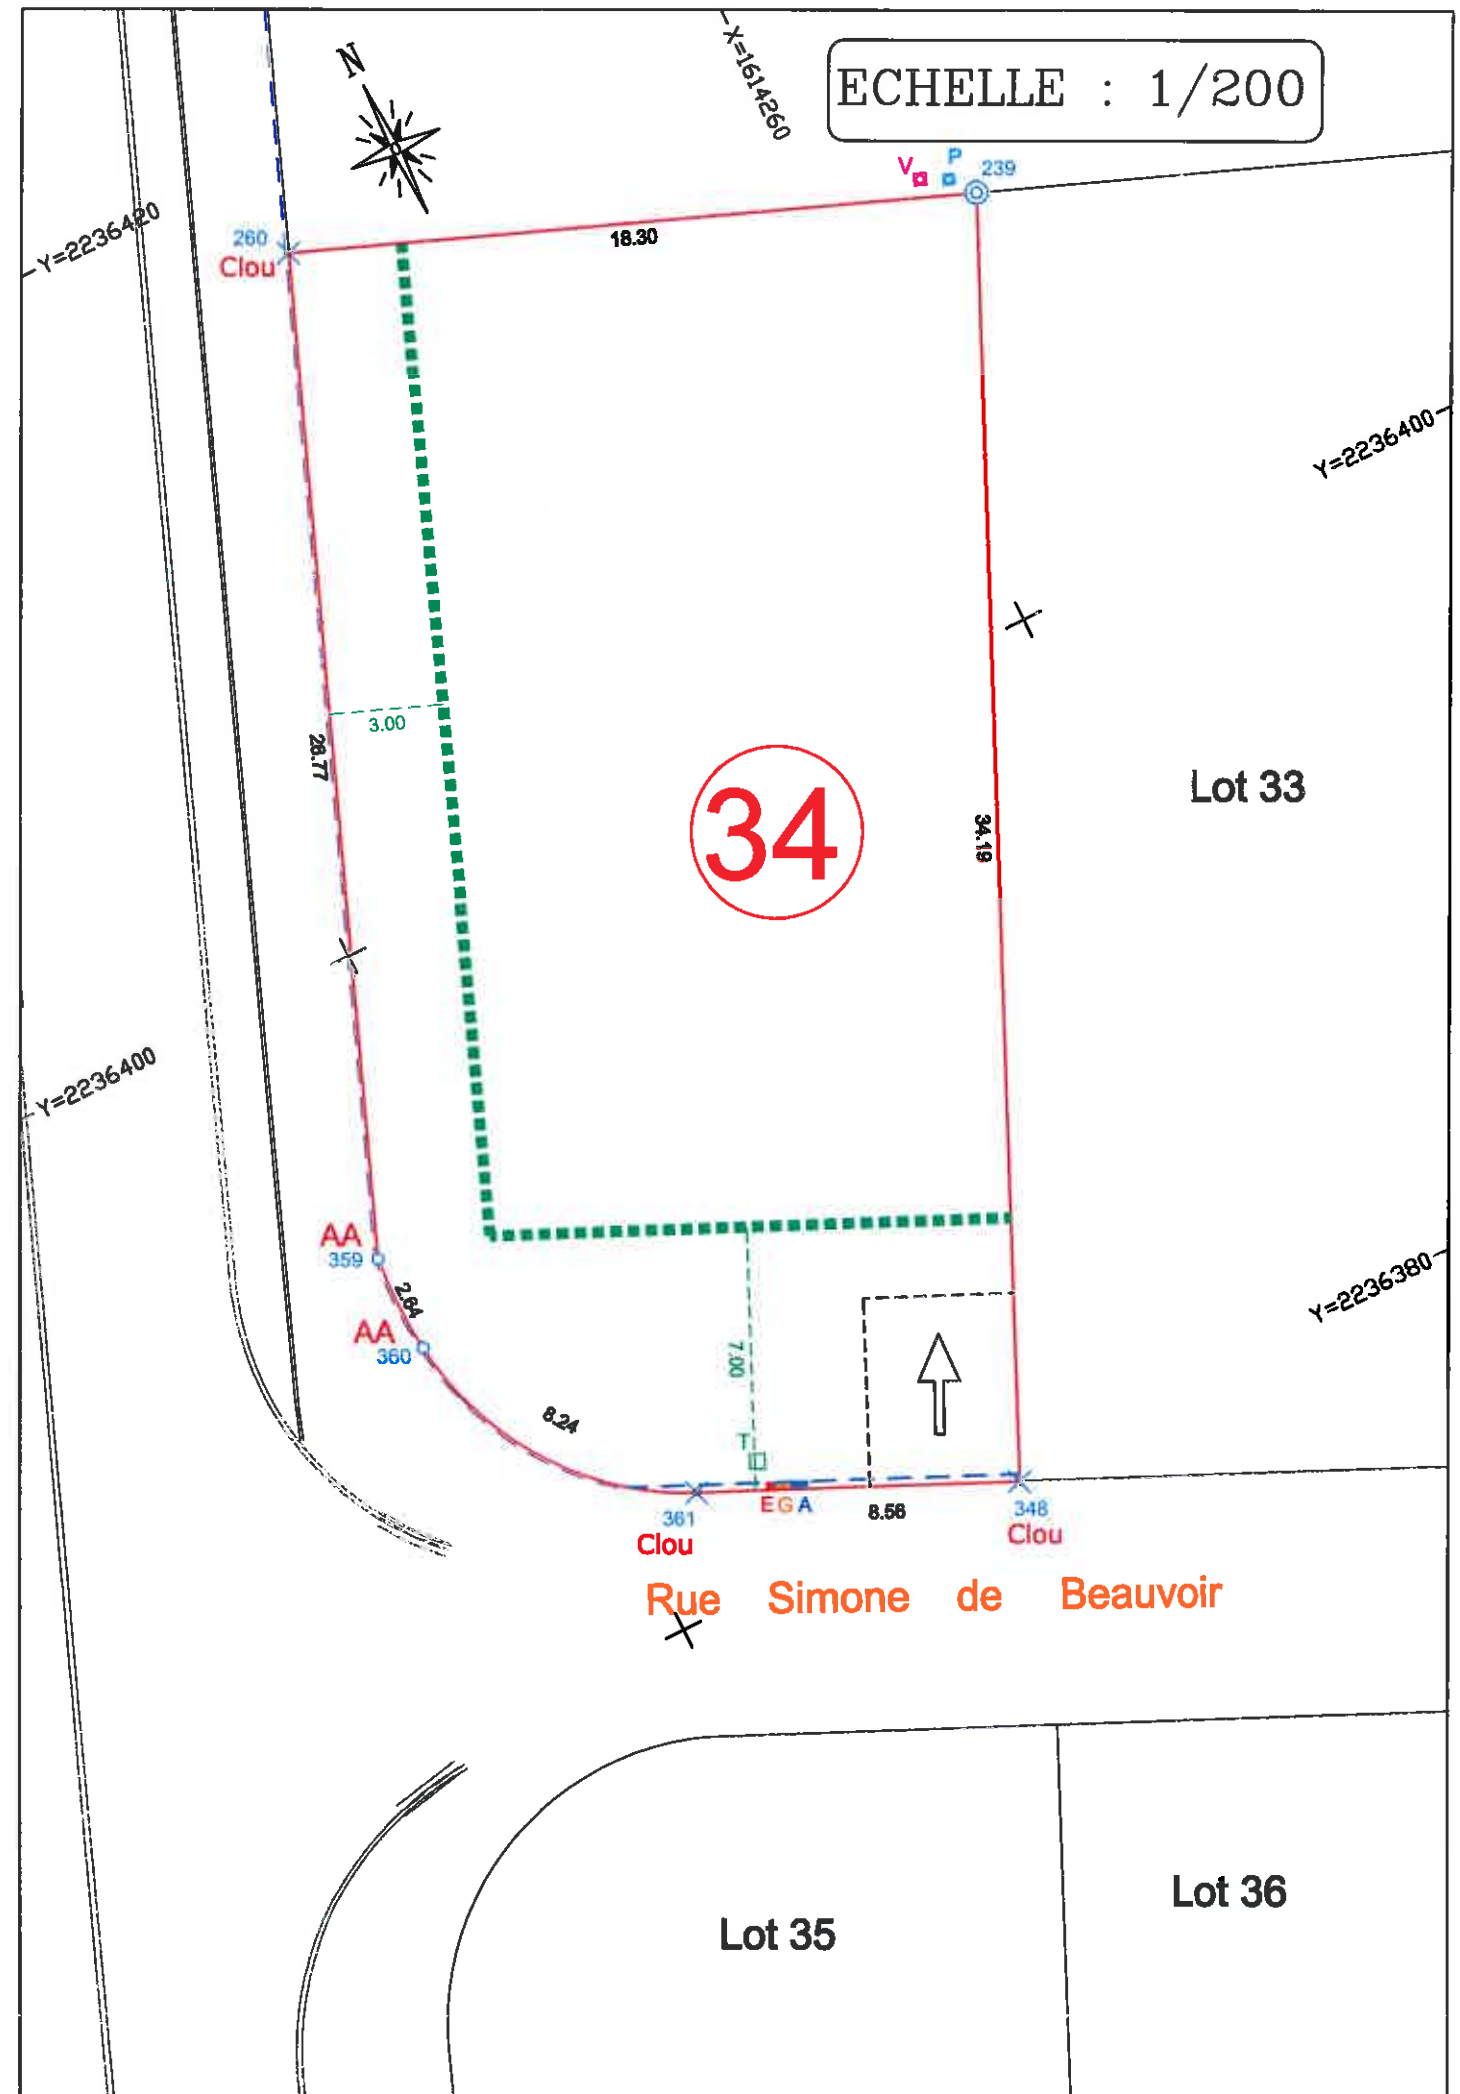 N
X=1614260
ECHELLE : 1/200
V
P
239
Y=2236420
260
Clou
18.30
Y=2236400
3.00
26.77
34
34.19
Lot 33
Y=2236400
AA
359
2.64
AA
360
Y=2236380
7.00
8.24
T
361
E G A
8.56
348
Clou
Clou
Rue Simone de Beauvoir
Lot 36
Lot 35